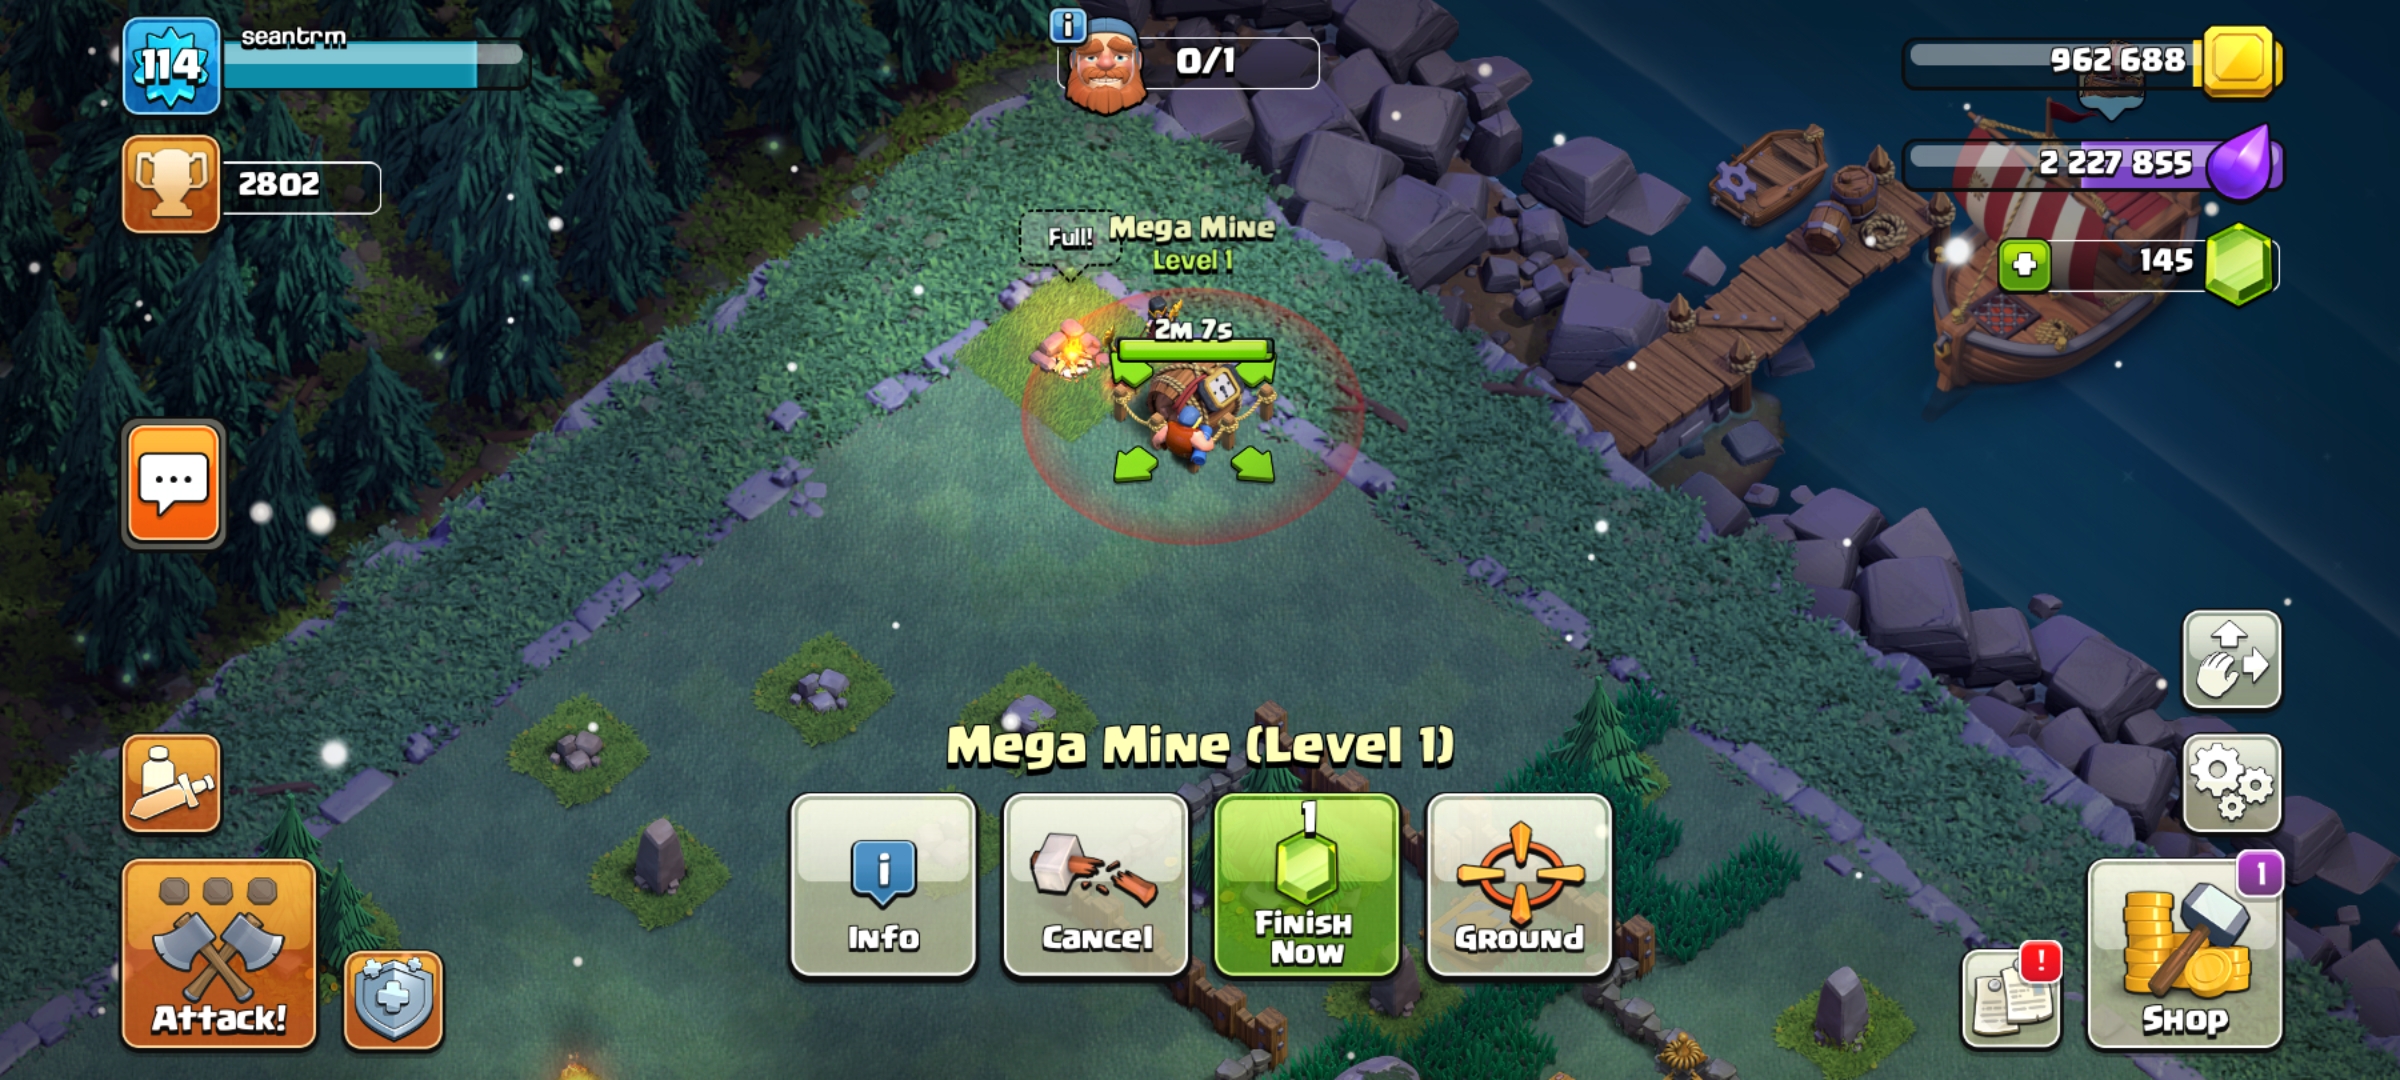 114
seantrm
0/1
962 688
2802
2 227 855
145
Full!
Mega Mine
Level 1
2M 7s
Mega Mine (Level 1)
Info
Cancel
1
Finish
Now
Ground
Attack!
!
1
Shop